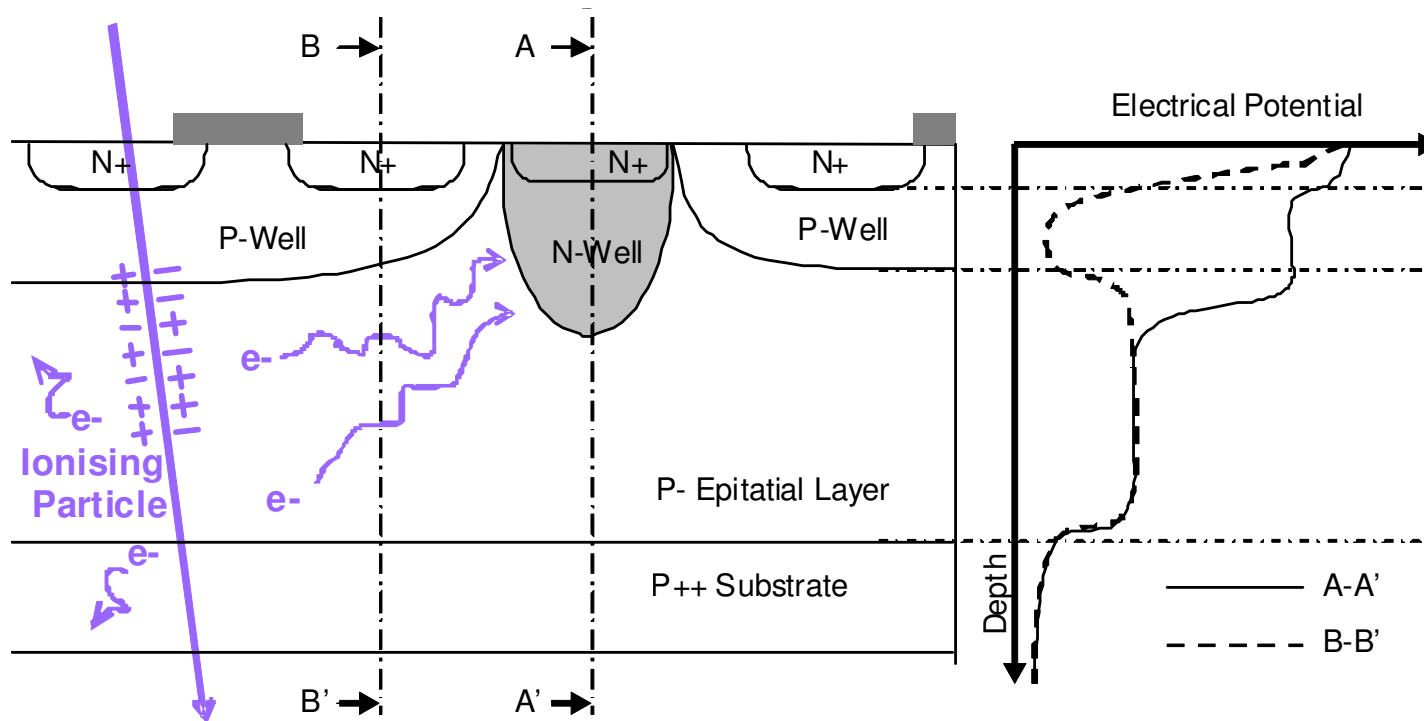 B
A
Electrical Potential
N+
N+
N+
N+
P-Well
N-Well
P-Well
e-
e-
Ionising
Particle
e-
P- Epitatial Layer
e-
P++ Substrate
Depth
A-A’
B-B’
B’
A’